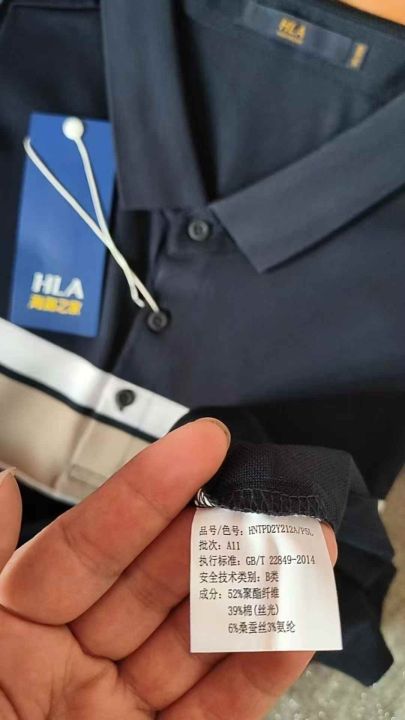 HLA
HLA
海澜之家
品号/色号: HNTPD2Y212A/P5L
批次: A11
执行标准: GB/T 22849-2014
安全技术类别: B类
成分: 52%聚酯纤维
39%棉(丝光)
6%桑蚕丝3%氨纶